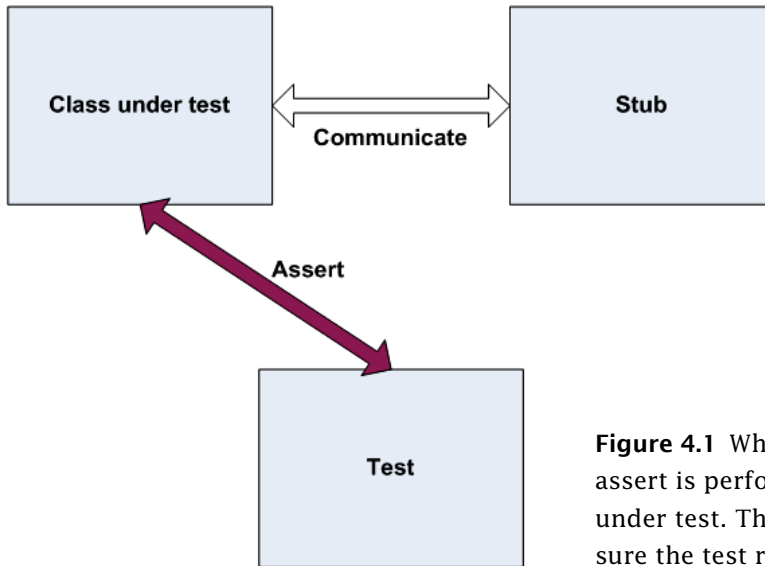 Class under test
Stub
Communicate
Assert
Test
Figure 4.1
assert is
under test.
sure the test